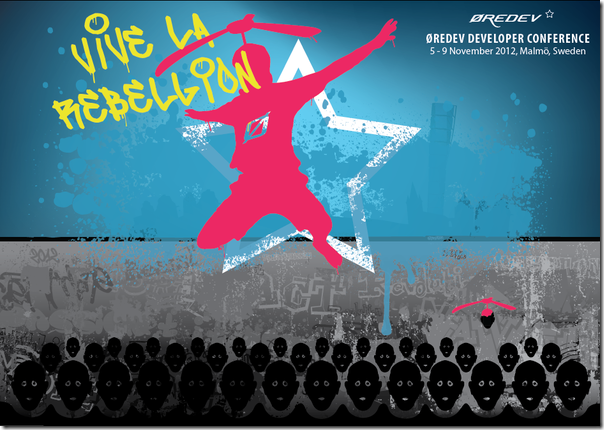 VIVE LA
REBELLION
ØREDEV
ØREDEV DEVELOPER CONFERENCE
5 - 9 November 2012, Malmö, Sweden